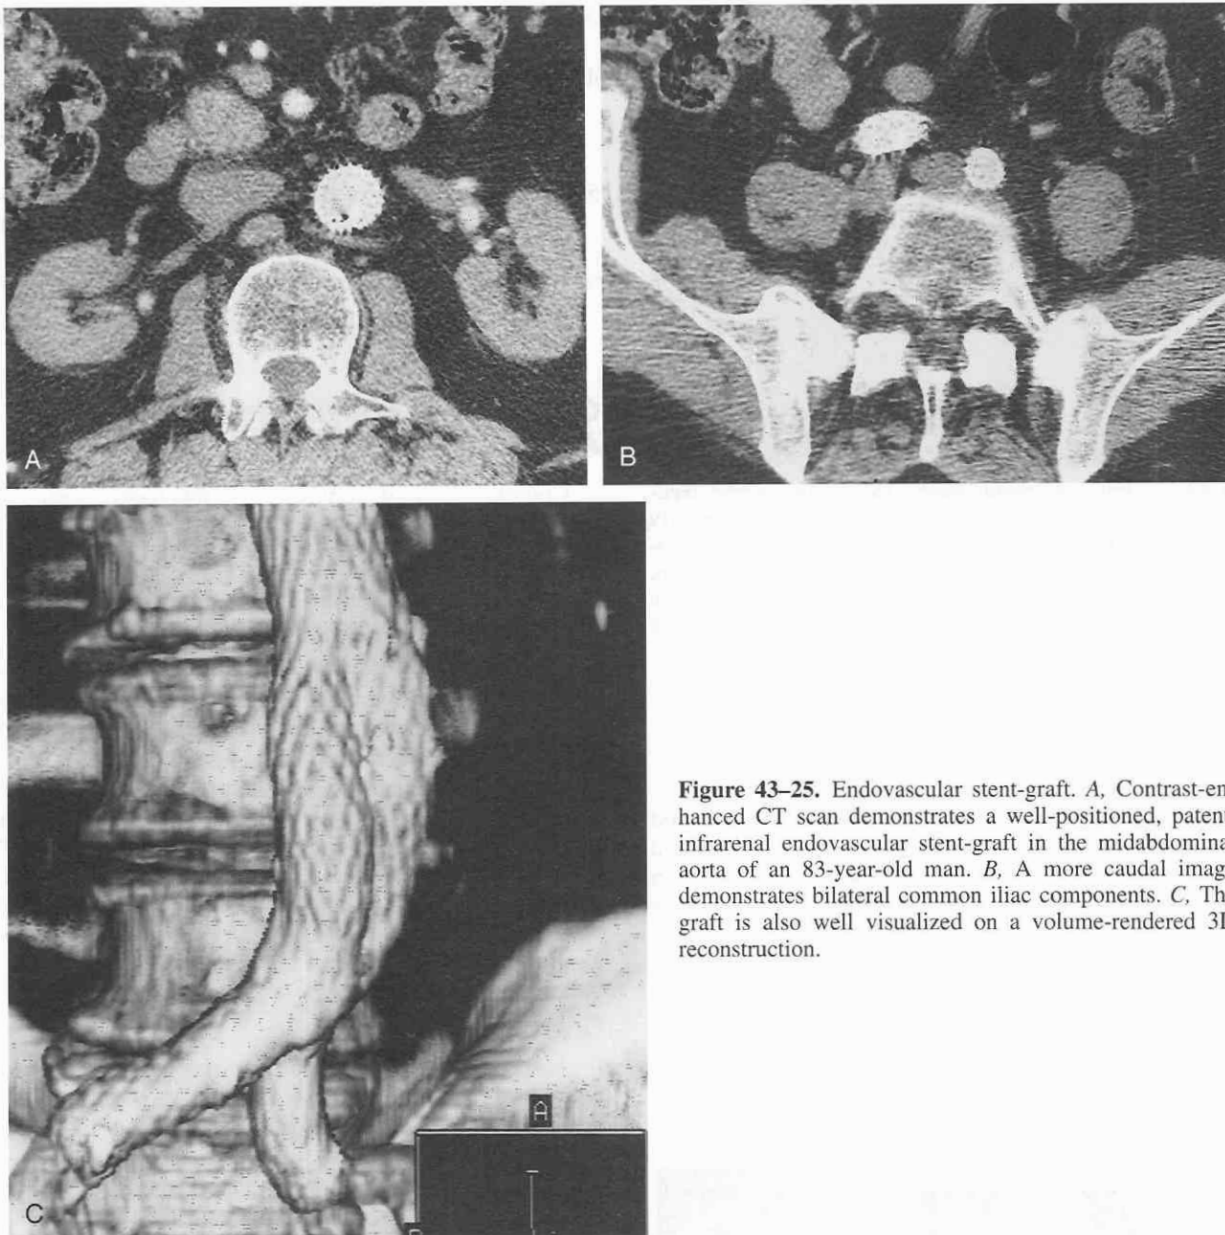 A
B
C
A
Figure 43–25. Endovascular stent-graft. A, Contrast-en
hanced CT scan demonstrates a well-positioned, paten
infrarenal endovascular stent-graft in the midabdomina
aorta of an 83-year-old man. B, A more caudal imag
demonstrates bilateral common iliac components. C, Th
graft is also well visualized on a volume-rendered 3I
reconstruction.